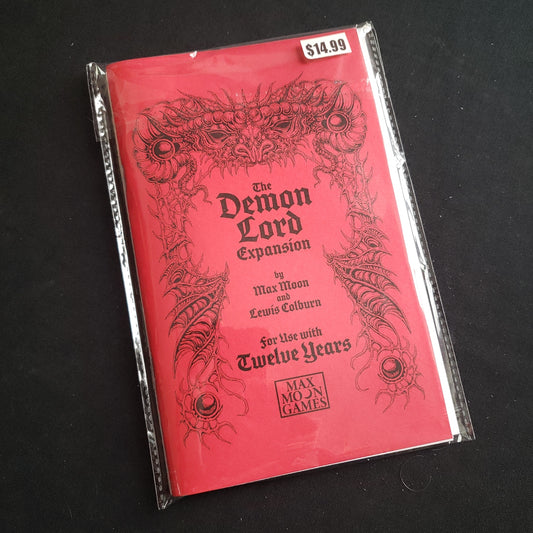 $14.99
The
Demon
Lord
Expansion
by
Max Moon
and
Lewis Colburn
For Use with
Twelve Years
MAX
MOON
GAMES